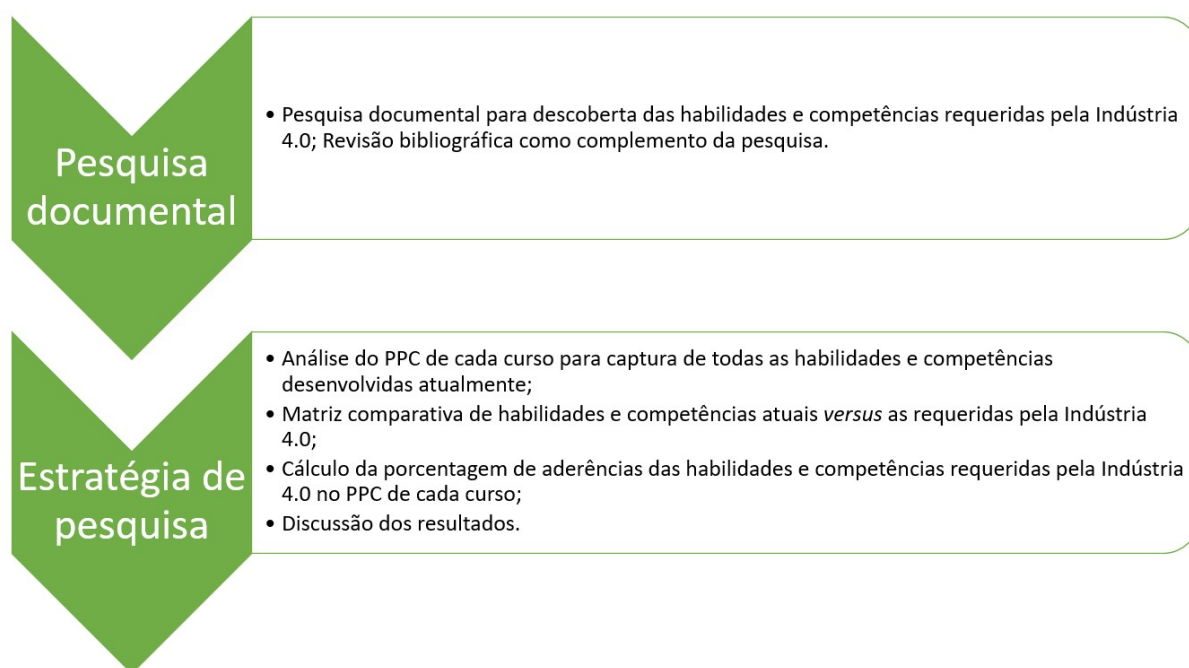 Pesquisa
documental
• Pesquisa documental para descoberta das habilidades e competências requeridas pela Indústria
4.0; Revisão bibliográfica como complemento da pesquisa.
Estratégia de
pesquisa
• Análise do PPC de cada curso para captura de todas as habilidades e competências
desenvolvidas atualmente;
• Matriz comparativa de habilidades e competências atuais versus as requeridas pela Indústria
4.0;
• Cálculo da porcentagem de aderências das habilidades e competências requeridas pela Indústria
4.0 no PPC de cada curso;
• Discussão dos resultados.